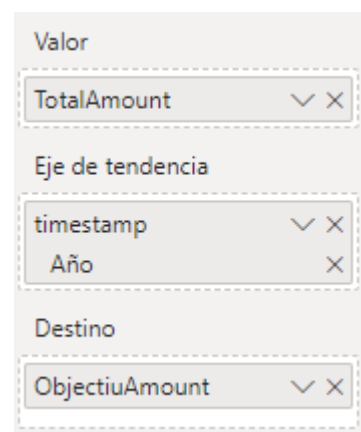 Valor
TotalAmount
Eje de tendencia
timestamp
Año
Destino
ObjectiuAmount